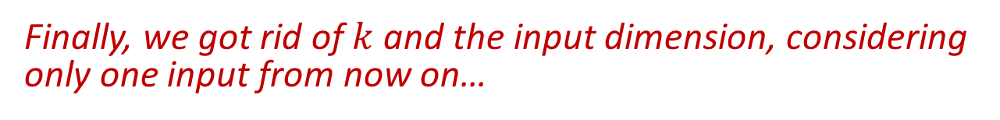 Finally, we got rid of k and the input dimension, considering
only one input from now on…